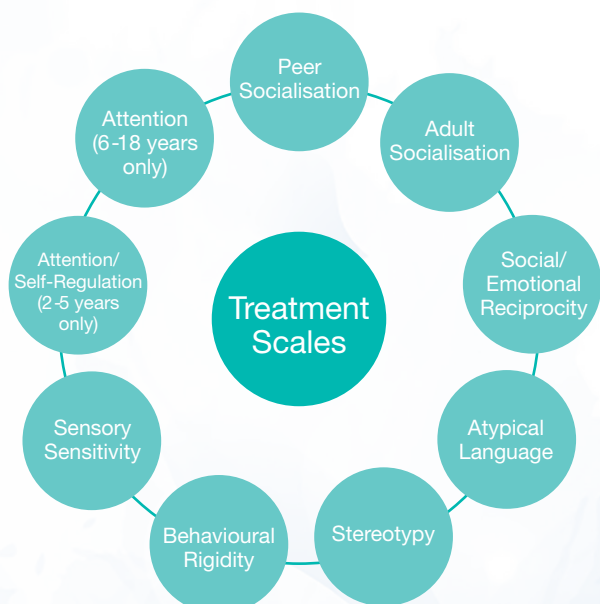 Peer
Socialisation
Adult
Socialisation
Social/
Emotional
Reciprocity
Atypical
Language
Stereotypy
Behavioural
Rigidity
Sensory
Sensitivity
Attention/
Self-Regulation
(2-5 years
only)
Attention
(6-18 years
only)
Treatment
Scales